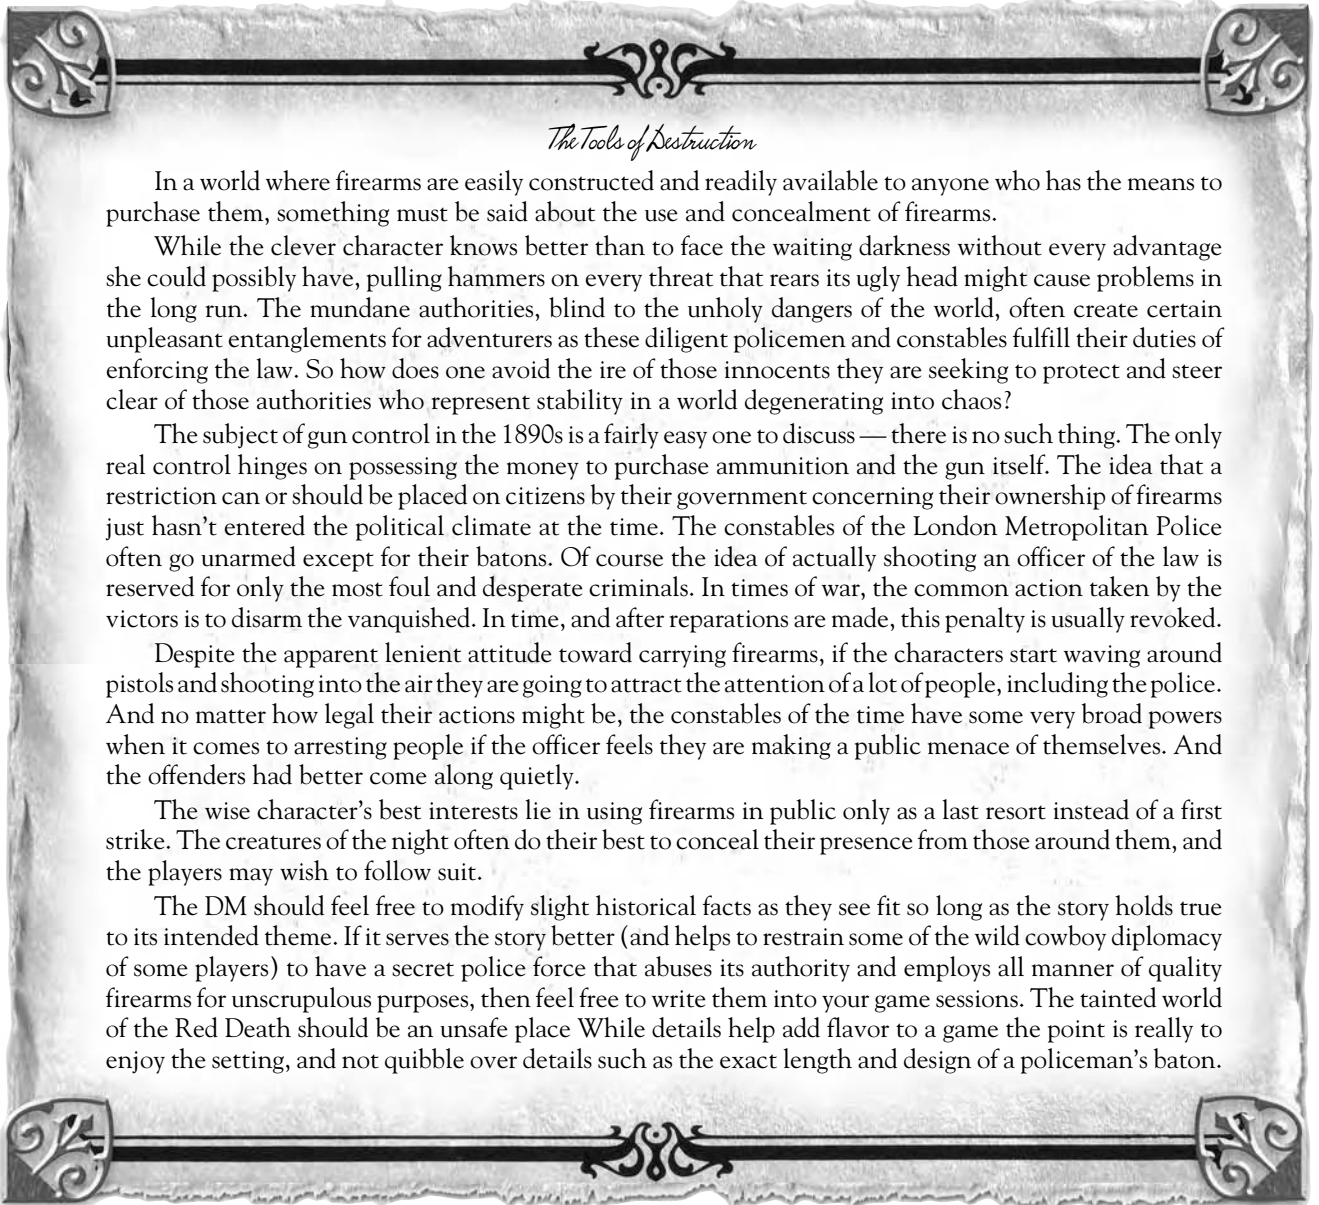 The Tools of Destruction
In a world where firearms are easily constructed and readily available to anyone who has the means to
purchase them, something must be said about the use and concealment of firearms.
While the clever character knows better than to face the waiting darkness without every advantage
she could possibly have, pulling hammers on every threat that rears its ugly head might cause problems in
the long run. The mundane authorities, blind to the unholy dangers of the world, often create certain
unpleasant entanglements for adventurers as these diligent policemen and constables fulfill their duties of
enforcing the law. So how does one avoid the ire of those innocents they are seeking to protect and steer
clear of those authorities who represent stability in a world degenerating into chaos?
The subject of gun control in the 1890s is a fairly easy one to discuss — there is no such thing. The only
real control hinges on possessing the money to purchase ammunition and the gun itself. The idea that a
restriction can or should be placed on citizens by their government concerning their ownership of firearms
just hasn't entered the political climate at the time. The constables of the London Metropolitan Police
often go unarmed except for their batons. Of course the idea of actually shooting an officer of the law is
reserved for only the most foul and desperate criminals. In times of war, the common action taken by the
victors is to disarm the vanquished. In time, and after reparations are made, this penalty is usually revoked.
Despite the apparent lenient attitude toward carrying firearms, if the characters start waving around
pistols and shooting into the air they are going to attract the attention of a lot of people, including the police.
And no matter how legal their actions might be, the constables of the time have some very broad powers
when it comes to arresting people if the officer feels they are making a public menace of themselves. And
the offenders had better come along quietly.
The wise character's best interests lie in using firearms in public only as a last resort instead of a first
strike. The creatures of the night often do their best to conceal their presence from those around them, and
the players may wish to follow suit.
The DM should feel free to modify slight historical facts as they see fit so long as the story holds true
to its intended theme. If it serves the story better (and helps to restrain some of the wild cowboy diplomacy
of some players) to have a secret police force that abuses its authority and employs all manner of quality
firearms for unscrupulous purposes, then feel free to write them into your game sessions. The tainted world
of the Red Death should be an unsafe place While details help add flavor to a game the point is really to
enjoy the setting, and not quibble over details such as the exact length and design of a policeman's baton.